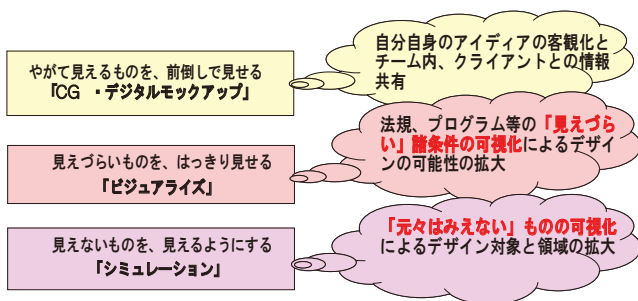 やがて見えるものを、前倒しで見せる
「CG ・デジタルモックアップ」
自分自身のアイディアの客観化と
チーム内、クライアントとの情報
共有
見えづらいものを、はっきり見せる
「ビジュアライズ」
法規、プログラム等の「見えづら
い」諸条件の可視化によるデザイ
ンの可能性の拡大
見えないものを、見えるようにする
「シミュレーション」
「元々はみえない」ものの可視化
によるデザイン対象と領域の拡大